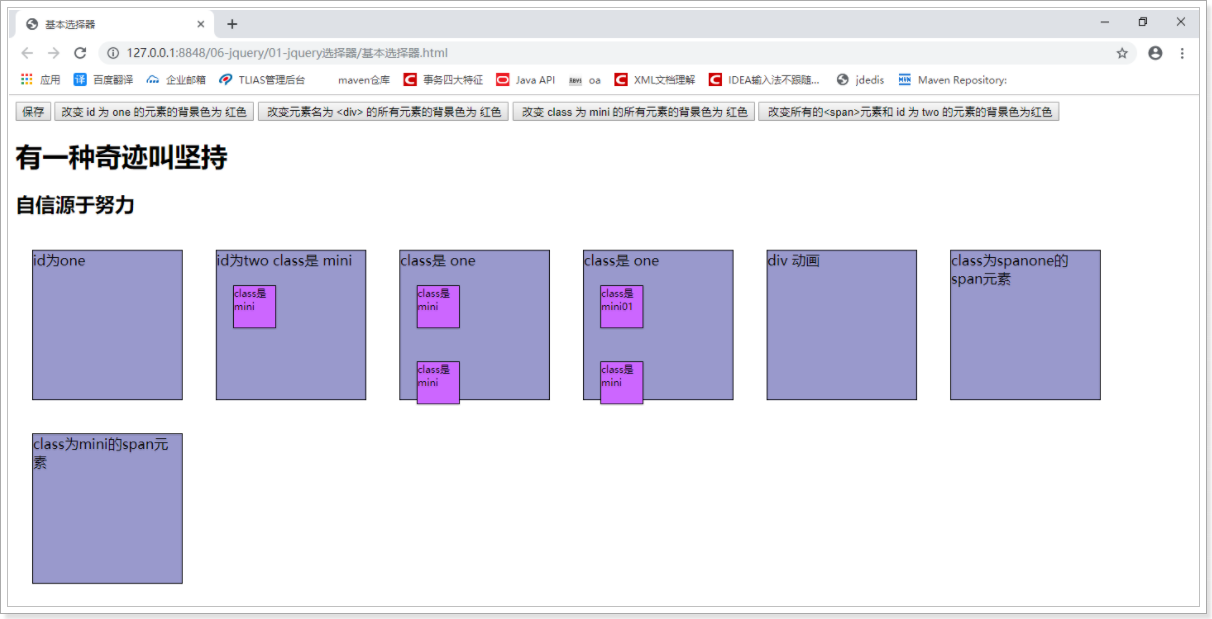 基本选择器
127.0.0.1:8848/06-jquery/01-jquery选择器/基本选择器.html
应用 译 百度翻译 企业邮箱 TLIAS管理后台 maven仓库 C 事务四大特征 Java API oa C XML文档理解 C IDEA输入法不跟随... jdedis Maven Repository:
保存 改变 id 为 one 的元素的背景色为 红色 改变元素名为 <div> 的所有元素的背景色为 红色 改变 class 为 mini 的所有元素的背景色为 红色 改变所有的<span>元素和 id 为 two 的元素的背景色为红色
有一种奇迹叫坚持
自信源于努力
id为one
id为two class是 mini
class是
mini
class是 one
class是
mini
class是
mini
class是 one
class是
mini01
class是
mini
div 动画
class为spanone的
span元素
class为mini的span元
素